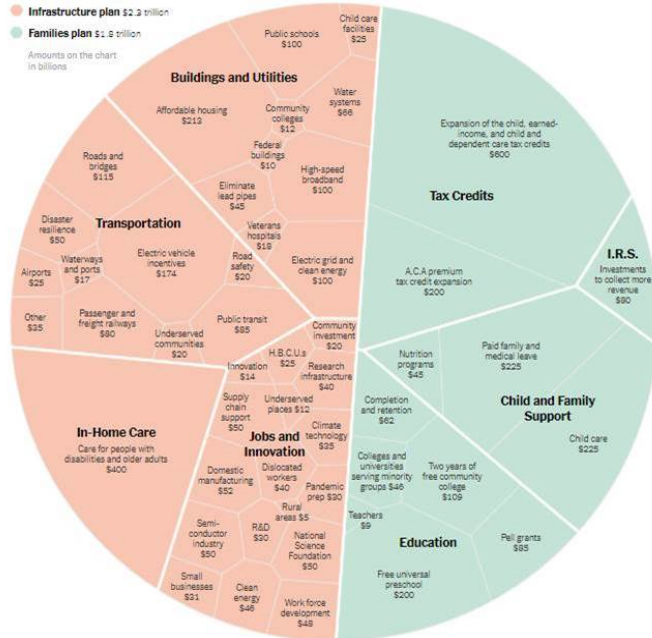 Infrastructure plan $2.3 trillion
Families plan $1.8 trillion
Amounts on the chart
in billions
Buildings and Utilities
Public schools
$100
Child care
facilities
$25
Affordable housing
$213
Community
colleges
$12
Water
systems
$66
Federal
buildings
$10
High-speed
broadband
$100
Eliminate
lead pipes
$45
Veterans
hospitals
$18
Electric grid and
clean energy
$100
Transportation
Roads and
bridges
$115
Disaster
resilience
$50
Airports
$25
Waterways
and ports
$17
Electric vehicle
incentives
$174
Road
safety
$20
Other
$35
Passenger and
freight railways
$80
Underserved
communities
$20
Public transit
$85
In-Home Care
Care for people with
disabilities and older adults
$400
Jobs and
Innovation
Community
investment
$20
Innovation
$14
H.B.C.U.s
$25
Research
infrastructure
$40
Supply
chain
support
$50
Underserved
places $12
Climate
technology
$35
Domestic
manufacturing
$52
Dislocated
workers
$40
Pandemic
prep $30
Rural
areas $5
Semi-
conductor
industry
$50
R&D
$30
National
Science
Foundation
$50
Small
businesses
$31
Clean
energy
$46
Work force
development
$48
Tax Credits
Expansion of the child, earned-
income, and child and
dependent care tax credits
$600
A.C.A premium
tax credit expansion
$200
I.R.S.
Investments
to collect more
revenue
$80
Child and Family
Support
Nutrition
programs
$45
Paid family and
medical leave
$225
Child care
$225
Education
Completion
and retention
$62
Colleges and
universities
serving minority
groups $46
Two years of
free community
college
$109
Teachers
$9
Pell grants
$85
Free universal
preschool
$200